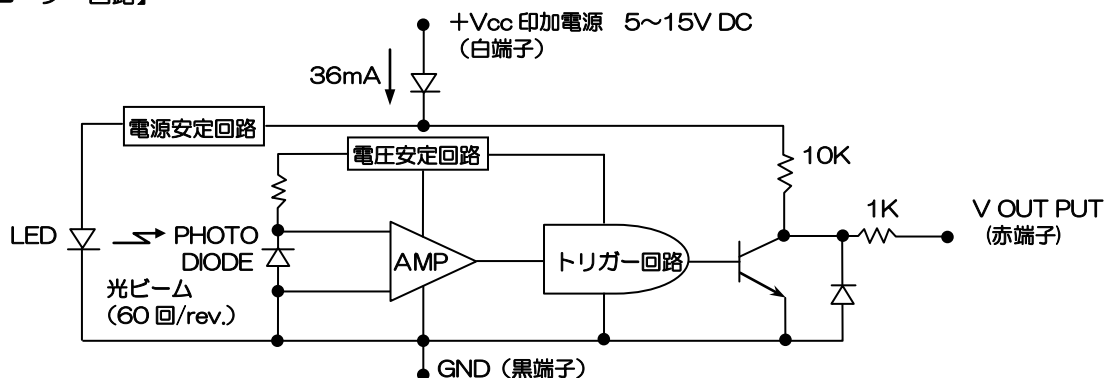 +Vcc 印加電源 5～15V DC
(白端子)
36mA
電源安定回路
電圧安定回路
10K
1K
V OUT PUT
(赤端子)
LED
PHOTO
DIODE
AMP
トリガー回路
光ビーム
(60回/rev.)
GND (黒端子)